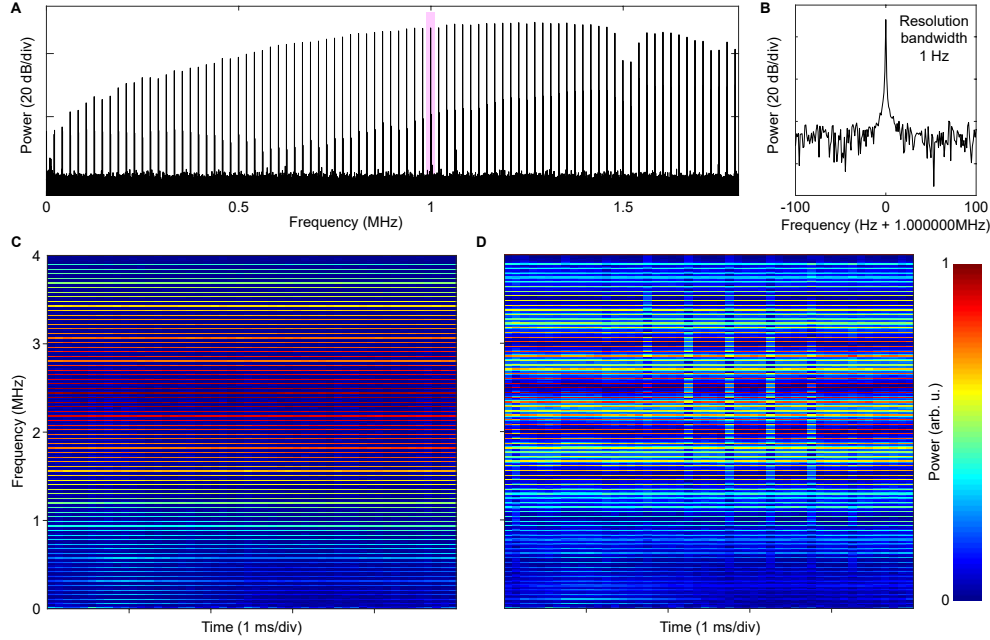 A
Power (20 dB/div)
0
0.5
1
1.5
Frequency (MHz)
B
Power (20 dB/div)
Resolution
bandwidth
1 Hz
-100
0
100
Frequency (Hz + 1.000000MHz)
C
Frequency (MHz)
4
3
2
1
0
Time (1 ms/div)
D
Time (1 ms/div)
1
Power (arb. u.)
0